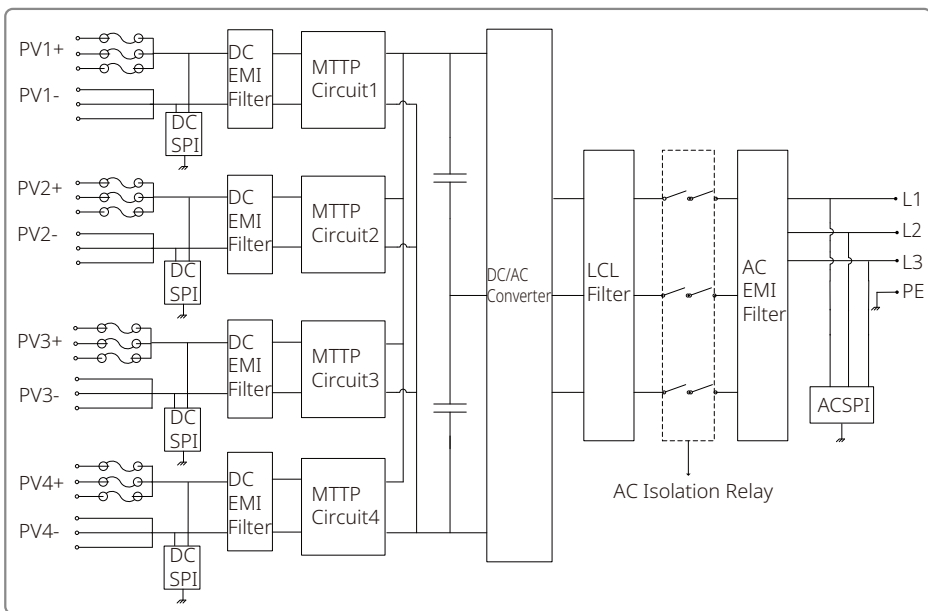 PV1+
PV1-
DC
SPI
DC
EMI
Filter
MTTP
Circuit1
PV2+
PV2-
DC
SPI
DC
EMI
Filter
MTTP
Circuit2
PV3+
PV3-
DC
SPI
DC
EMI
Filter
MTTP
Circuit3
PV4+
PV4-
DC
SPI
DC
EMI
Filter
MTTP
Circuit4
DC/AC
Converter
LCL
Filter
AC Isolation Relay
AC
EMI
Filter
L1
L2
L3
PE
ACSPI